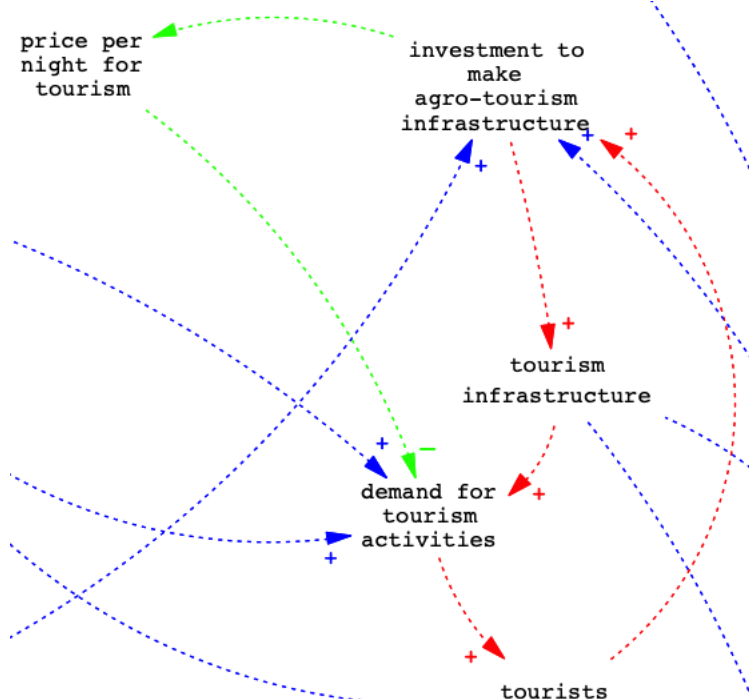 price per
night for
tourism
investment to
make
agro-tourism
infrastructure
+
+
+
+
tourism
infrastructure
+
−
+
demand for
tourism
activities
+
+
tourists